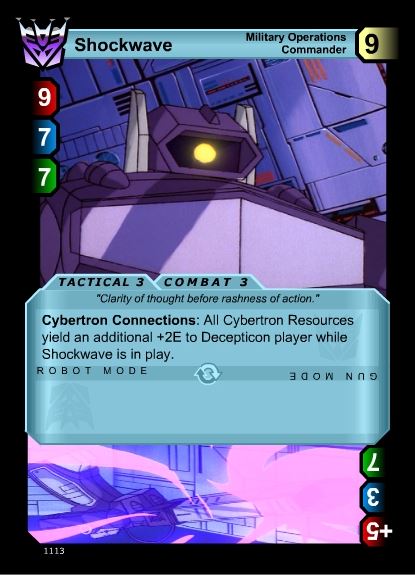 Shockwave
Military Operations
Commander
9
9
7
7
TACTICAL 3 COMBAT 3
"Clarity of thought before rashness of action."
Cybertron Connections: All Cybertron Resources
yield an additional +2E to Decepticon player while
Shockwave is in play.
ROBOT MODE
GUN MODE
7
3
+5
1113